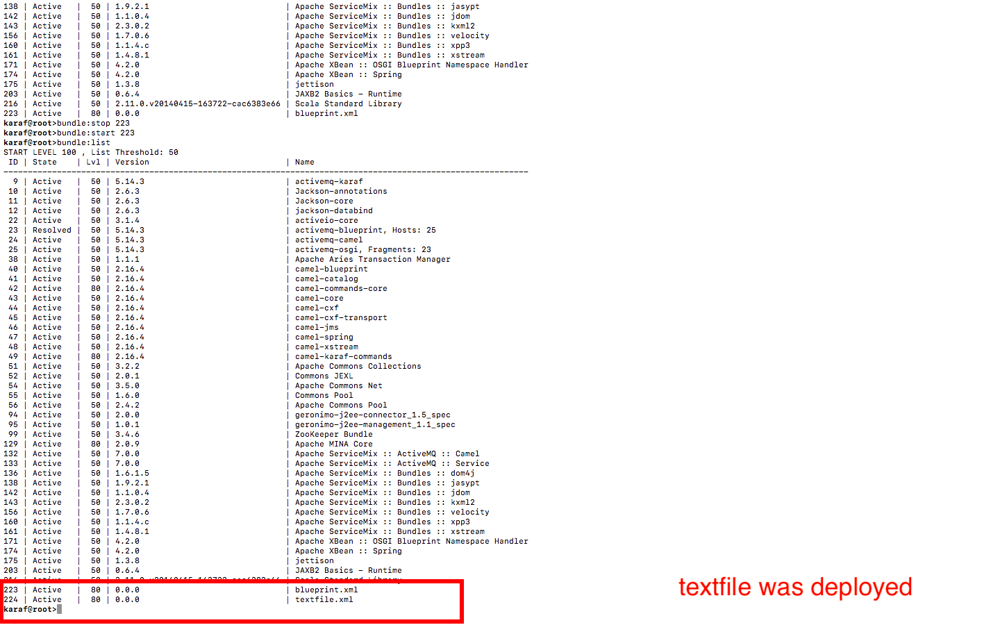 138 | Active   |  50 | 1.9.2.1                            | Apache ServiceMix :: Bundles :: jasypt
142 | Active   |  50 | 1.1.0.4                            | Apache ServiceMix :: Bundles :: jdom
143 | Active   |  50 | 2.3.0.2                            | Apache ServiceMix :: Bundles :: kxml2
156 | Active   |  50 | 1.7.0.6                            | Apache ServiceMix :: Bundles :: velocity
160 | Active   |  50 | 1.1.4.c                            | Apache ServiceMix :: Bundles :: xpp3
161 | Active   |  50 | 1.4.8.1                            | Apache ServiceMix :: Bundles :: xstream
171 | Active   |  50 | 4.2.0                              | Apache XBean :: OSGI Blueprint Namespace Handler
174 | Active   |  50 | 4.2.0                              | Apache XBean :: Spring
175 | Active   |  50 | 1.3.8                              | jettison
203 | Active   |  50 | 0.6.4                              | JAXB2 Basics - Runtime
216 | Active   |  50 | 2.11.0.v20140415-163722-cac6383e66 | Scala Standard Library
223 | Active   |  80 | 0.0.0                              | blueprint.xml
karaf@root>bundle:stop 223
karaf@root>bundle:start 223
karaf@root>bundle:list
START LEVEL 100 , List Threshold: 50
 ID | State    | Lvl | Version                            | Name
------------------------------------------------------------------------------------------------------------
  9 | Active   |  50 | 5.14.3                             | activemq-karaf
 10 | Active   |  50 | 2.6.3                              | Jackson-annotations
 11 | Active   |  50 | 2.6.3                              | Jackson-core
 12 | Active   |  50 | 2.6.3                              | jackson-databind
 22 | Active   |  50 | 3.1.4                              | activeio-core
 23 | Resolved |  50 | 5.14.3                             | activemq-blueprint, Hosts: 25
 24 | Active   |  50 | 5.14.3                             | activemq-camel
 25 | Active   |  50 | 5.14.3                             | activemq-osgi, Fragments: 23
 38 | Active   |  50 | 1.1.1                              | Apache Aries Transaction Manager
 40 | Active   |  50 | 2.16.4                             | camel-blueprint
 41 | Active   |  50 | 2.16.4                             | camel-catalog
 42 | Active   |  80 | 2.16.4                             | camel-commands-core
 43 | Active   |  50 | 2.16.4                             | camel-core
 44 | Active   |  50 | 2.16.4                             | camel-cxf
 45 | Active   |  50 | 2.16.4                             | camel-cxf-transport
 46 | Active   |  50 | 2.16.4                             | camel-jms
 47 | Active   |  50 | 2.16.4                             | camel-spring
 48 | Active   |  50 | 2.16.4                             | camel-xstream
 49 | Active   |  80 | 2.16.4                             | camel-karaf-commands
 51 | Active   |  50 | 3.2.2                              | Apache Commons Collections
 52 | Active   |  50 | 2.0.1                              | Commons JEXL
 54 | Active   |  50 | 3.5.0                              | Apache Commons Net
 55 | Active   |  50 | 1.6.0                              | Commons Pool
 56 | Active   |  50 | 2.4.2                              | Apache Commons Pool
 94 | Active   |  50 | 2.0.0                              | geronimo-j2ee-connector_1.5_spec
 95 | Active   |  50 | 1.0.1                              | geronimo-j2ee-management_1.1_spec
 99 | Active   |  50 | 3.4.6                              | ZooKeeper Bundle
129 | Active   |  80 | 2.0.9                              | Apache MINA Core
132 | Active   |  50 | 7.0.0                              | Apache ServiceMix :: ActiveMQ :: Camel
133 | Active   |  50 | 7.0.0                              | Apache ServiceMix :: ActiveMQ :: Service
136 | Active   |  50 | 1.6.1.5                            | Apache ServiceMix :: Bundles :: dom4j
138 | Active   |  50 | 1.9.2.1                            | Apache ServiceMix :: Bundles :: jasypt
142 | Active   |  50 | 1.1.0.4                            | Apache ServiceMix :: Bundles :: jdom
143 | Active   |  50 | 2.3.0.2                            | Apache ServiceMix :: Bundles :: kxml2
156 | Active   |  50 | 1.7.0.6                            | Apache ServiceMix :: Bundles :: velocity
160 | Active   |  50 | 1.1.4.c                            | Apache ServiceMix :: Bundles :: xpp3
161 | Active   |  50 | 1.4.8.1                            | Apache ServiceMix :: Bundles :: xstream
171 | Active   |  50 | 4.2.0                              | Apache XBean :: OSGI Blueprint Namespace Handler
174 | Active   |  50 | 4.2.0                              | Apache XBean :: Spring
175 | Active   |  50 | 1.3.8                              | jettison
203 | Active   |  50 | 0.6.4                              | JAXB2 Basics - Runtime
216 | Active   |  50 | 2.11.0.v20140415-163722-cac6383e66 | Scala Standard Library
223 | Active   |  80 | 0.0.0                              | blueprint.xml
224 | Active   |  80 | 0.0.0                              | textfile.xml
karaf@root>
textfile was deployed